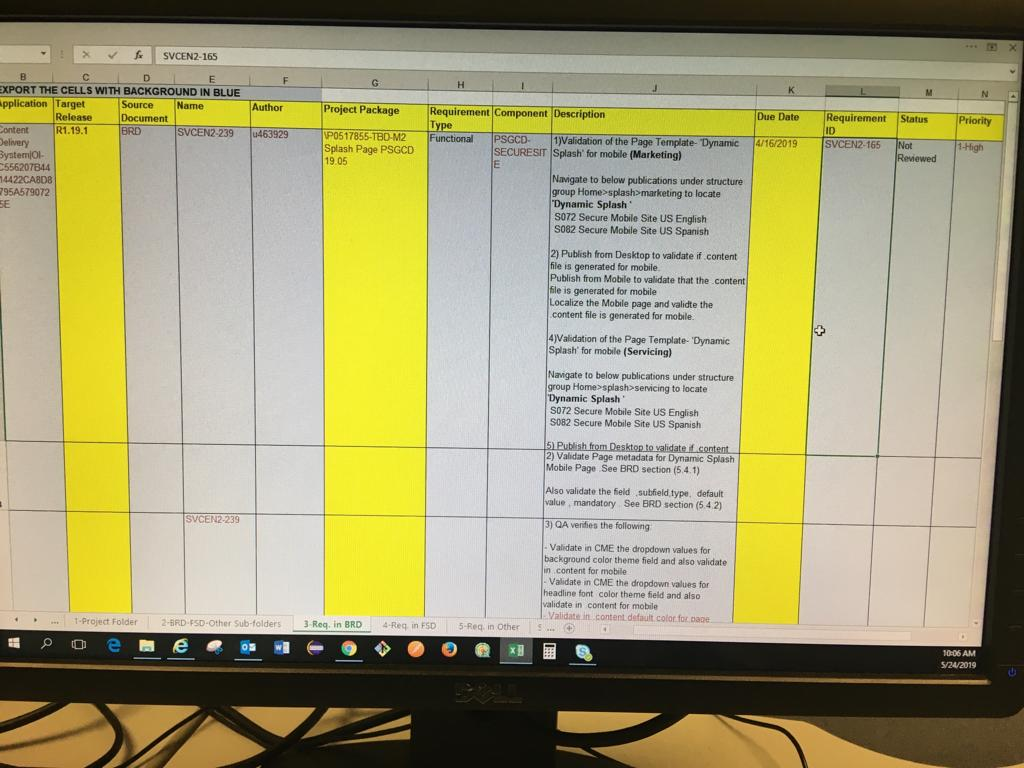 SVCEN2-165
B C D E F G H I J K L M N
EXPORT THE CELLS WITH BACKGROUND IN BLUE
Application Target Source Name Author Project Package Requirement Component Description Due Date Requirement Status Priority
Release Document Type ID
Content
Delivery
R1.19.1
BRD
SVCEN2-239
u463929
\P0517855-TBD-M2
Splash Page PSGCD
19.05
Functional
PSGCD-
SECURESIT
E
1)Validation of the Page Template- 'Dynamic
Splash' for mobile (Marketing)
Navigate to below publications under structure
group Home>splash>marketing to locate
'Dynamic Splash '
S072 Secure Mobile Site US English
S082 Secure Mobile Site US Spanish
2) Publish from Desktop to validate if .content
file is generated for mobile.
Publish from Mobile to validate that the .content
file is generated for mobile
Localize the Mobile page and validte the
.content file is generated for mobile.
4)Validation of the Page Template- 'Dynamic
Splash' for mobile (Servicing)
Navigate to below publications under structure
group Home>splash>servicing to locate
'Dynamic Splash '
S072 Secure Mobile Site US English
S082 Secure Mobile Site US Spanish
5) Publish from Desktop to validate if .content
4/16/2019
SVCEN2-165
Not
Reviewed
1-High
2) Validate Page metadata for Dynamic Splash
Mobile Page .See BRD section (5.4.1)
Also validate the field ,subfield,type, default
value , mandatory . See BRD section (5.4.2)
SVCEN2-239
3) QA verifies the following:
- Validate in CME the dropdown values for
background color theme field and also validate
in .content for mobile
- Validate in CME the dropdown values for
headline font color theme field and also
validate in .content for mobile
- Validate in .content default color for page
... 1-Project Folder 2-BRD-FSD-Other Sub-folders 3-Req. in BRD 4-Req. in FSD 5-Req. in Other
10:06 AM
5/24/2019
DELL